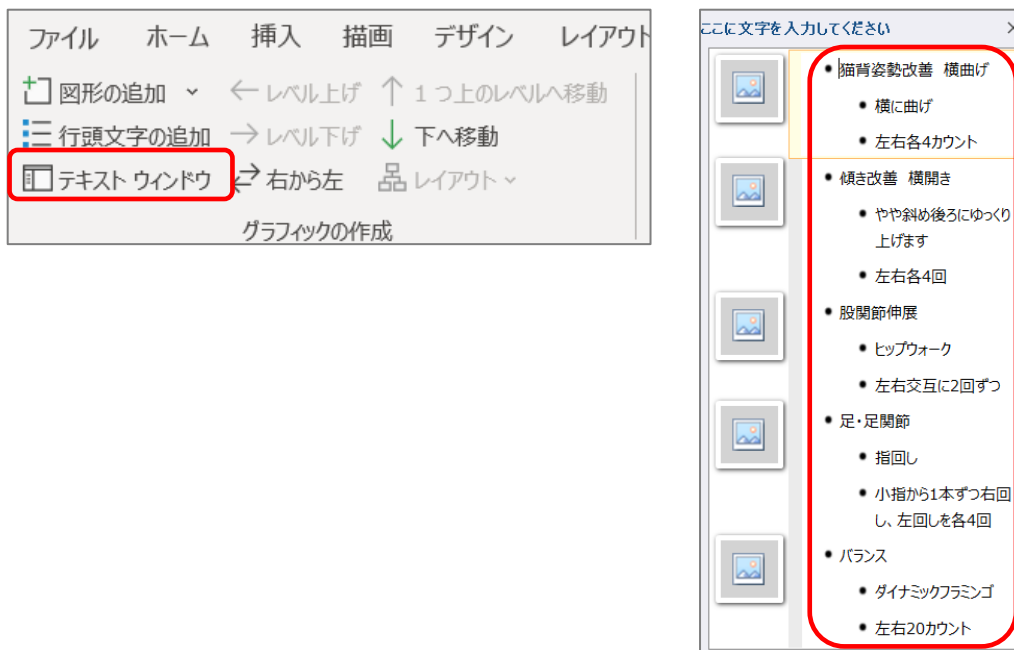 ファイル ホーム 挿入 描画 デザイン レイアウト
図形の追加 レベル上げ 1つ上のレベルへ移動
行頭文字の追加 レベル下げ 下へ移動
テキスト ウィンドウ 右から左 レイアウト
グラフィックの作成
ここに文字を入力してください
猫背姿勢改善 横曲げ
横に曲げ
左右各4カウント
傾き改善 横開き
やや斜め後ろにゆっくり
上げます
左右各4回
股関節伸展
ヒップウォーク
左右交互に2回ずつ
足・足関節
指回し
小指から1本ずつ右回
し、左回しを各4回
バランス
ダイナミックフラミンゴ
左右20カウント